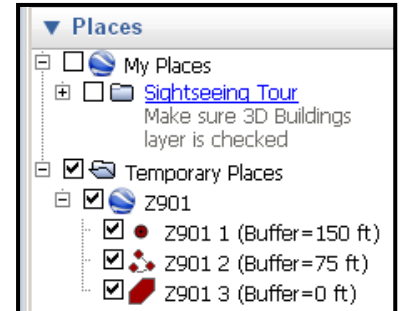 Places
My Places
Sightseeing Tour
Make sure 3D Buildings
layer is checked
Temporary Places
Z901
Z901 1 (Buffer=150 ft)
Z901 2 (Buffer=75 ft)
Z901 3 (Buffer=0 ft)